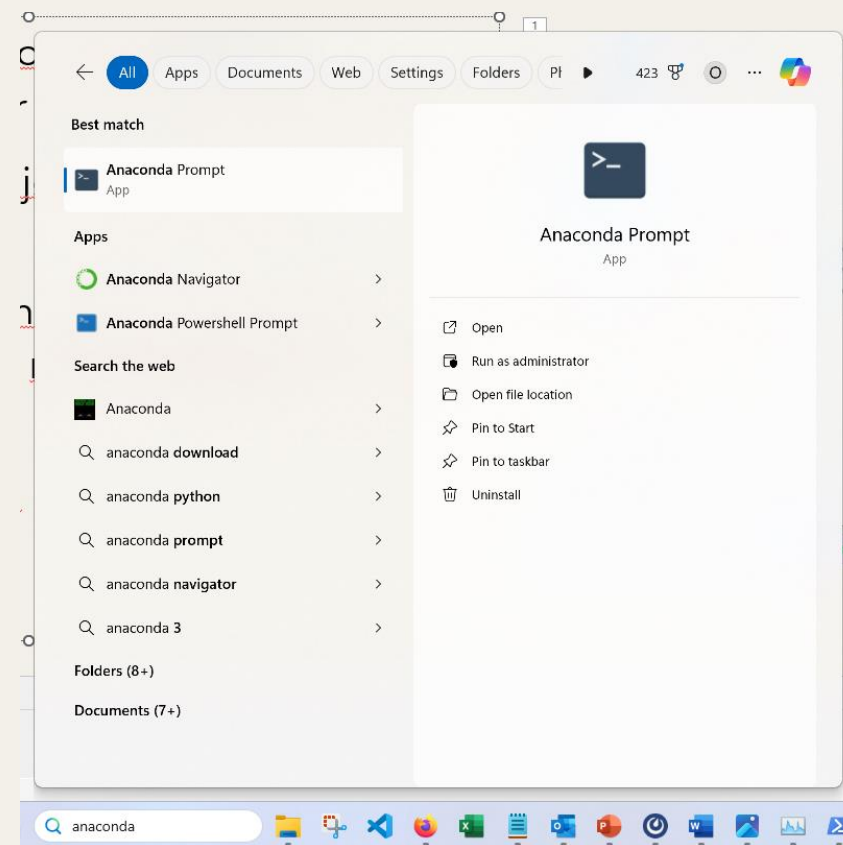 1
All Apps Documents Web Settings Folders 423 O ...
Best match
Anaconda Prompt
App
Apps
Anaconda Navigator
Anaconda Powershell Prompt
Search the web
Anaconda
anaconda download
anaconda python
anaconda prompt
anaconda navigator
anaconda 3
Folders (8+)
Documents (7+)
>_
Anaconda Prompt
App
Open
Run as administrator
Open file location
Pin to Start
Pin to taskbar
Uninstall
anaconda